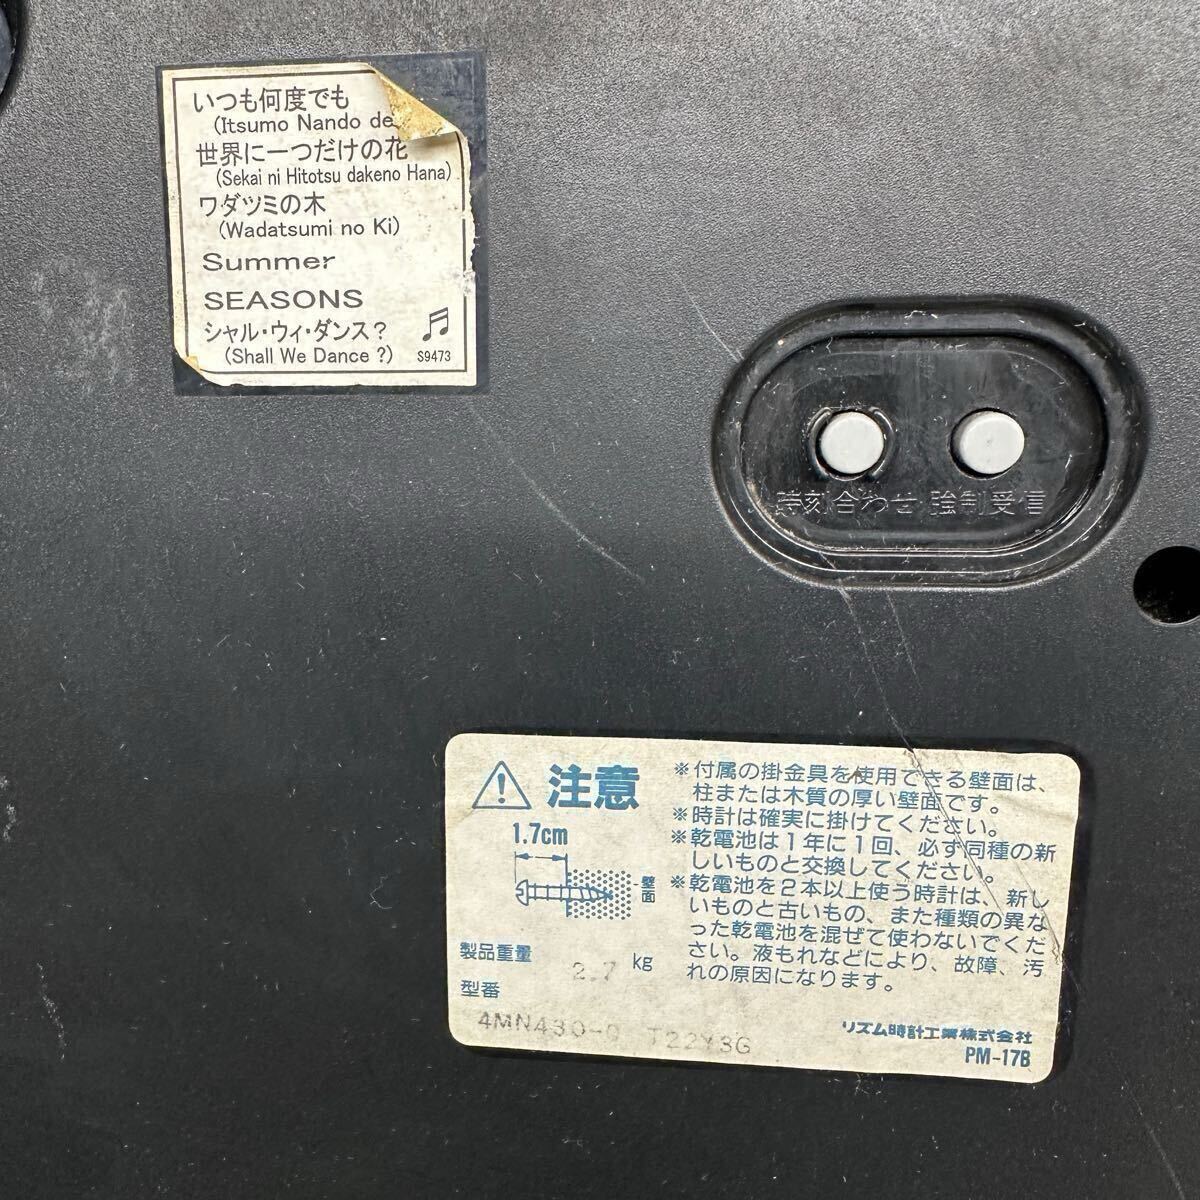 いつも何度でも
(Itsumo Nando de
世界に一つだけの花
(Sekai ni Hitotsu dakeno Hana)
ワダツミの木
(Wadatsumi no Ki)
Summer
SEASONS
シャル・ウィ・ダンス?
(Shall We Dance ?)
S9473
時刻合わせ 強制受信
注意
1.7cm
壁面
製品重量 2.7 kg
型番
4MN430-0 T22Y3G
※付属の掛金具を使用できる壁面は、
柱または木質の厚い壁面です。
※時計は確実に掛けてください。
※乾電池は1年に1回、必ず同種の新
しいものと交換してください。
※乾電池を2本以上使う時計は、新し
いものと古いもの、また種類の異な
った乾電池を混ぜて使わないでくだ
さい。液もれなどにより、故障、汚
れの原因になります。
リズム時計工業株式会社
PM-17B